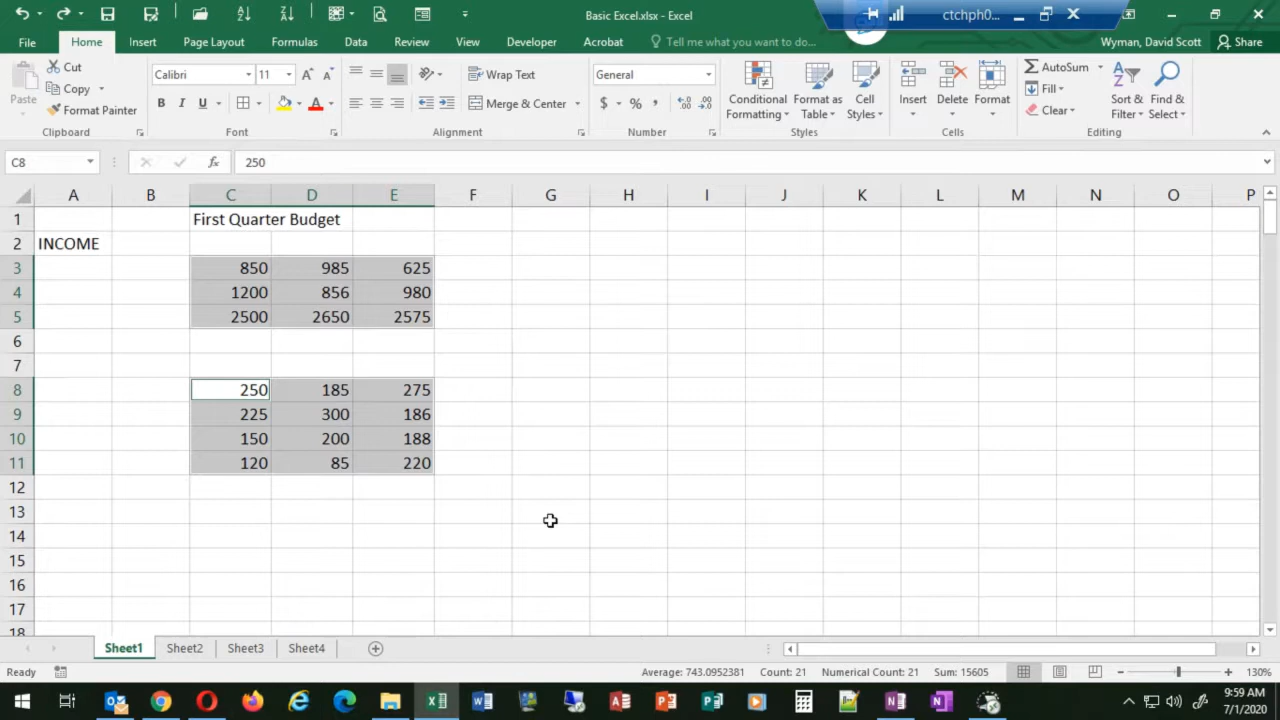 Basic Excel.xlsx - Excel
ctchph0...
File Home Insert Page Layout Formulas Data Review View Developer Acrobat Tell me what you want to do... Wyman, David Scott Share
Paste
Cut
Copy
Format Painter
Clipboard
Calibri 11
B I U
Font
Wrap Text
Merge & Center
Alignment
General
$ % ,
Number
Conditional Formatting
Format as Table
Cell Styles
Styles
Insert
Delete
Format
Cells
AutoSum
Fill
Clear
Sort & Filter
Find & Select
Editing
C8 fx 250
A B C D E F G H I J K L M N O P
1 First Quarter Budget
2 INCOME
3 850 985 625
4 1200 856 980
5 2500 2650 2575
6
7
8 250 185 275
9 225 300 186
10 150 200 188
11 120 85 220
12
13
14
15
16
17
18
Sheet1 Sheet2 Sheet3 Sheet4
Ready Average: 743.0952381 Count: 21 Numerical Count: 21 Sum: 15605 130%
9:59 AM
7/1/2020